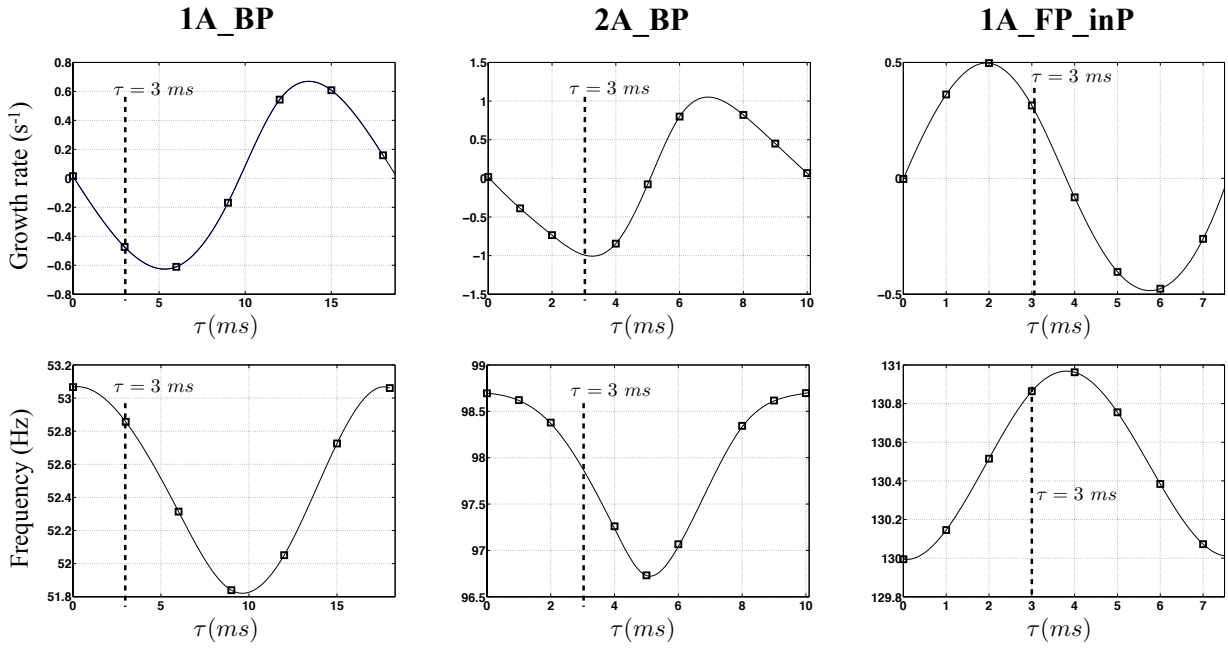 1A_BP
2A_BP
1A_FP_inP
Growth rate (s⁻¹)
0.8
0.6
0.4
0.2
0
−0.2
−0.4
−0.6
−0.8
τ = 3 ms
0 5 10 15
τ(ms)
1.5
1
0.5
0
−0.5
−1
−1.5
τ = 3 ms
0 2 4 6 8 10
τ(ms)
0.5
0
−0.5
τ = 3 ms
0 1 2 3 4 5 6 7
τ(ms)
Frequency (Hz)
53.2
53
52.8
52.6
52.4
52.2
52
51.8
τ = 3 ms
0 5 10 15
τ(ms)
99
98.5
98
97.5
97
96.5
τ = 3 ms
0 2 4 6 8 10
τ(ms)
131
130.8
130.6
130.4
130.2
130
129.8
τ = 3 ms
0 1 2 3 4 5 6 7
τ(ms)